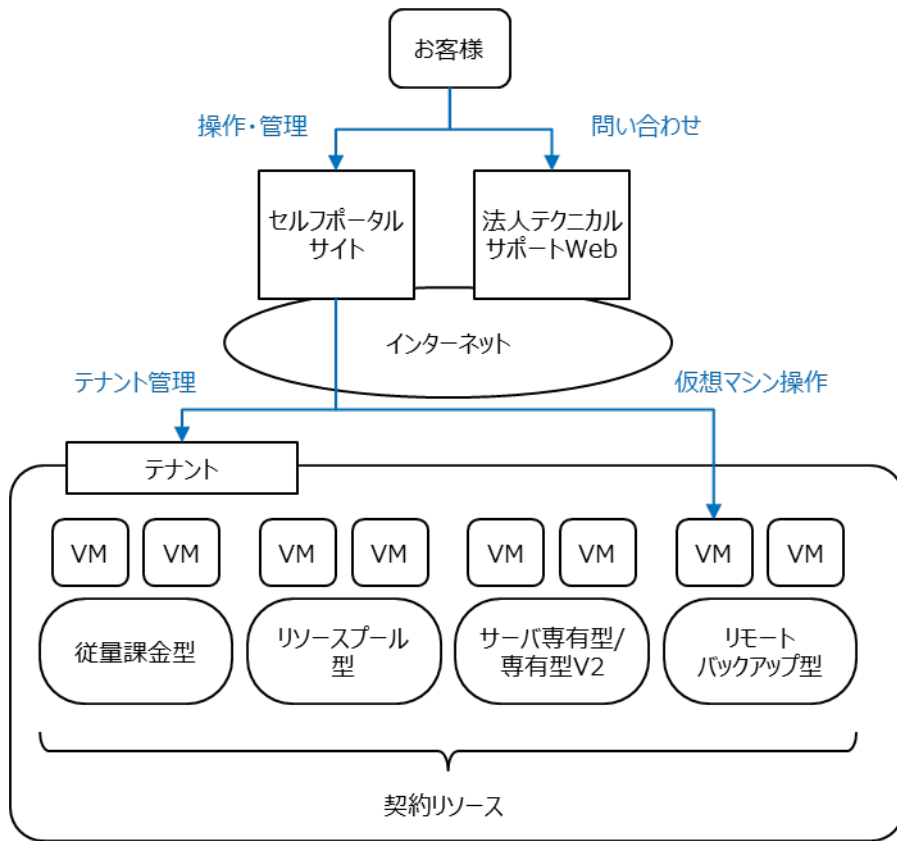 お客様
操作・管理
問い合わせ
セルフポータル
サイト
法人テクニカル
サポートWeb
インターネット
テナント管理
仮想マシン操作
テナント
VM
VM
VM
VM
VM
VM
VM
VM
従量課金型
リソースプール
型
サーバ専有型/
専有型V2
リモート
バックアップ型
契約リソース